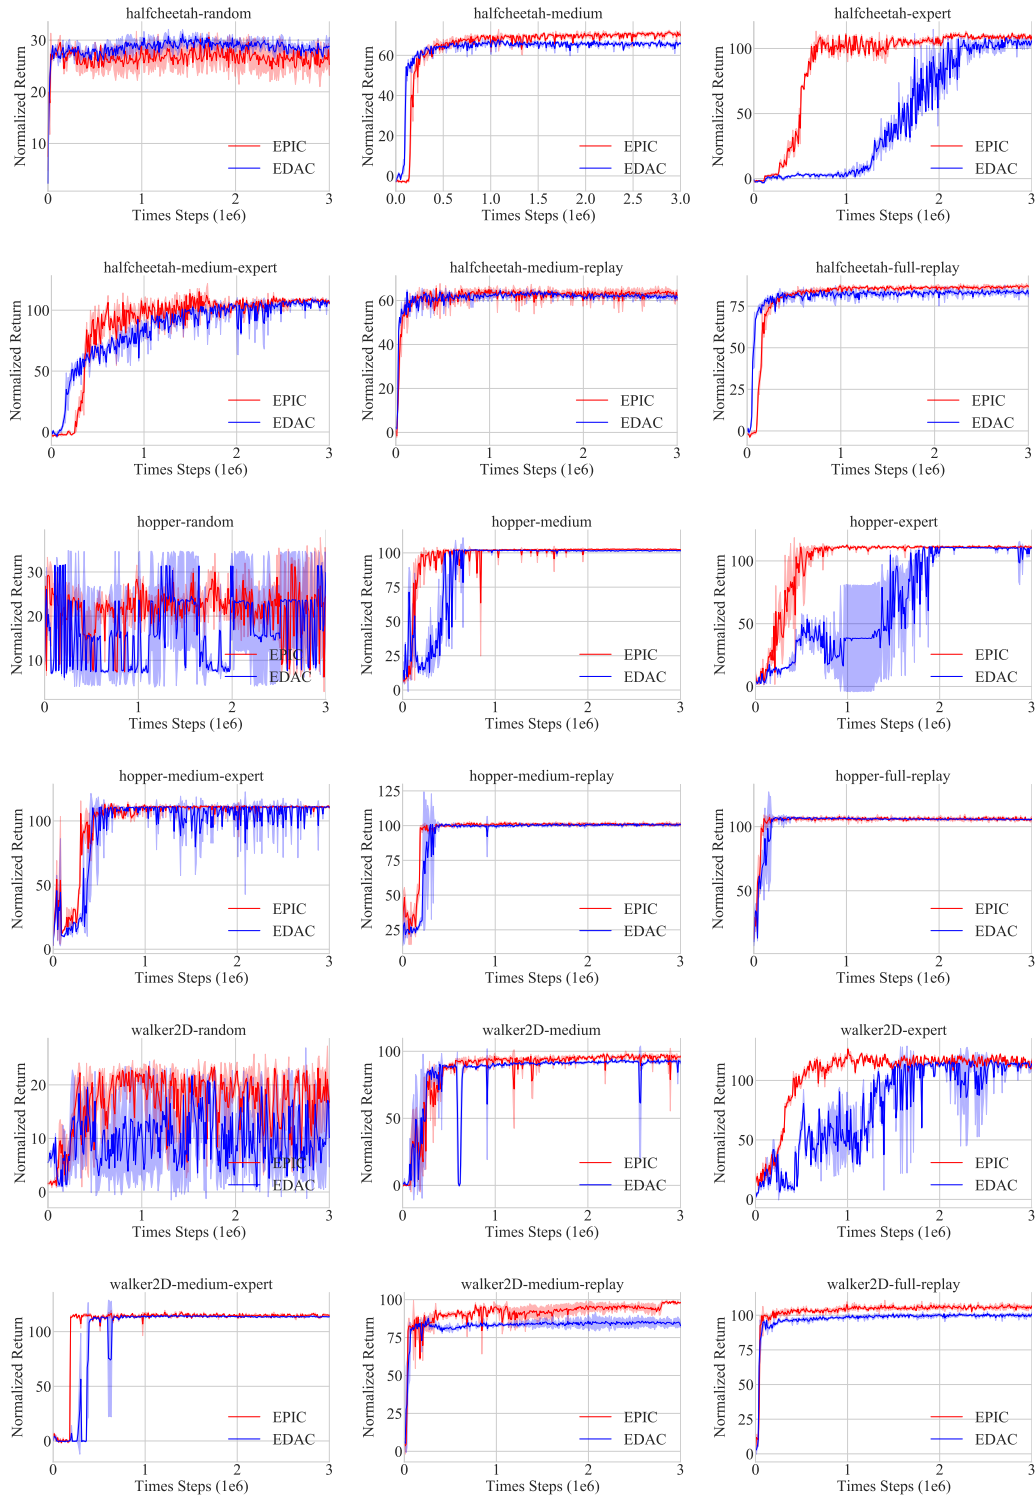 halfcheetah-random
Normalized Return
30
20
10
EPIC
EDAC
0 1 2 3
Times Steps (1e6)
halfcheetah-medium
Normalized Return
60
40
20
0
EPIC
EDAC
0.0 0.5 1.0 1.5 2.0 2.5 3.0
Times Steps (1e6)
halfcheetah-expert
Normalized Return
100
50
0
EPIC
EDAC
0 1 2 3
Times Steps (1e6)
halfcheetah-medium-expert
Normalized Return
100
50
0
EPIC
EDAC
0 1 2 3
Times Steps (1e6)
halfcheetah-medium-replay
Normalized Return
60
40
20
0
EPIC
EDAC
0 1 2 3
Times Steps (1e6)
halfcheetah-full-replay
Normalized Return
75
50
25
0
EPIC
EDAC
0 1 2 3
Times Steps (1e6)
hopper-random
Normalized Return
30
20
10
EPIC
EDAC
0 1 2 3
Times Steps (1e6)
hopper-medium
Normalized Return
100
75
50
25
0
EPIC
EDAC
0 1 2 3
Times Steps (1e6)
hopper-expert
Normalized Return
100
50
0
EPIC
EDAC
0 1 2 3
Times Steps (1e6)
hopper-medium-expert
Normalized Return
100
50
0
EPIC
EDAC
0 1 2 3
Times Steps (1e6)
hopper-medium-replay
Normalized Return
125
100
75
50
25
EPIC
EDAC
0 1 2 3
Times Steps (1e6)
hopper-full-replay
Normalized Return
100
50
EPIC
EDAC
0 1 2 3
Times Steps (1e6)
walker2D-random
Normalized Return
20
10
0
EPIC
EDAC
0 1 2 3
Times Steps (1e6)
walker2D-medium
Normalized Return
100
75
50
25
0
EPIC
EDAC
0 1 2 3
Times Steps (1e6)
walker2D-expert
Normalized Return
100
50
0
EPIC
EDAC
0 1 2 3
Times Steps (1e6)
walker2D-medium-expert
Normalized Return
100
50
0
EPIC
EDAC
0 1 2 3
Times Steps (1e6)
walker2D-medium-replay
Normalized Return
100
75
50
25
0
EPIC
EDAC
0 1 2 3
Times Steps (1e6)
walker2D-full-replay
Normalized Return
100
75
50
25
0
EPIC
EDAC
0 1 2 3
Times Steps (1e6)